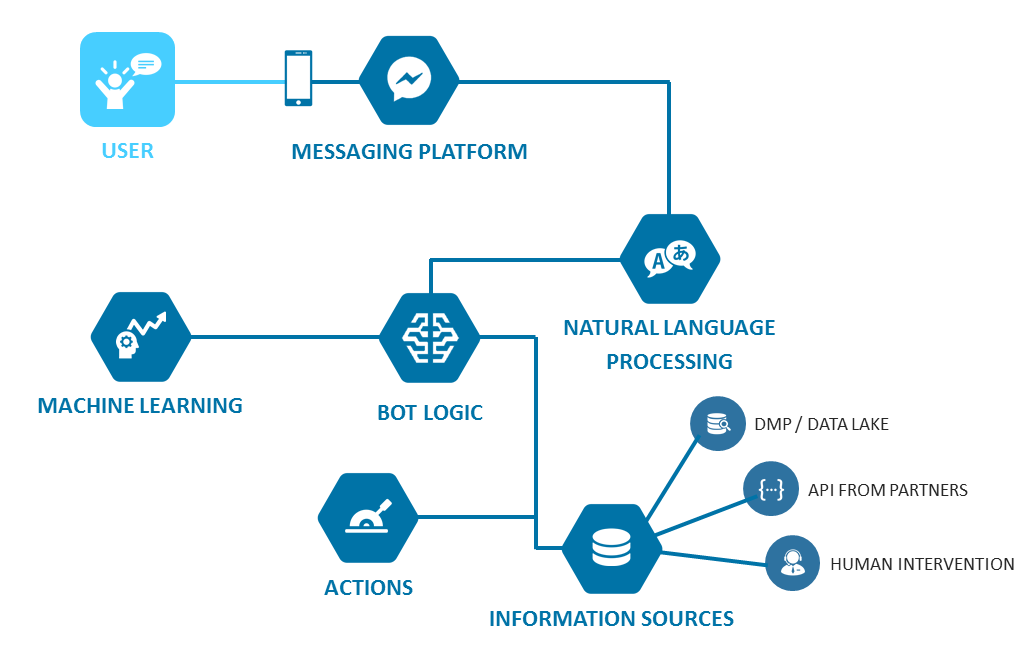 USER
MESSAGING PLATFORM
A あ
NATURAL LANGUAGE
PROCESSING
MACHINE LEARNING
BOT LOGIC
DMP / DATA LAKE
API FROM PARTNERS
{...}
HUMAN INTERVENTION
ACTIONS
INFORMATION SOURCES